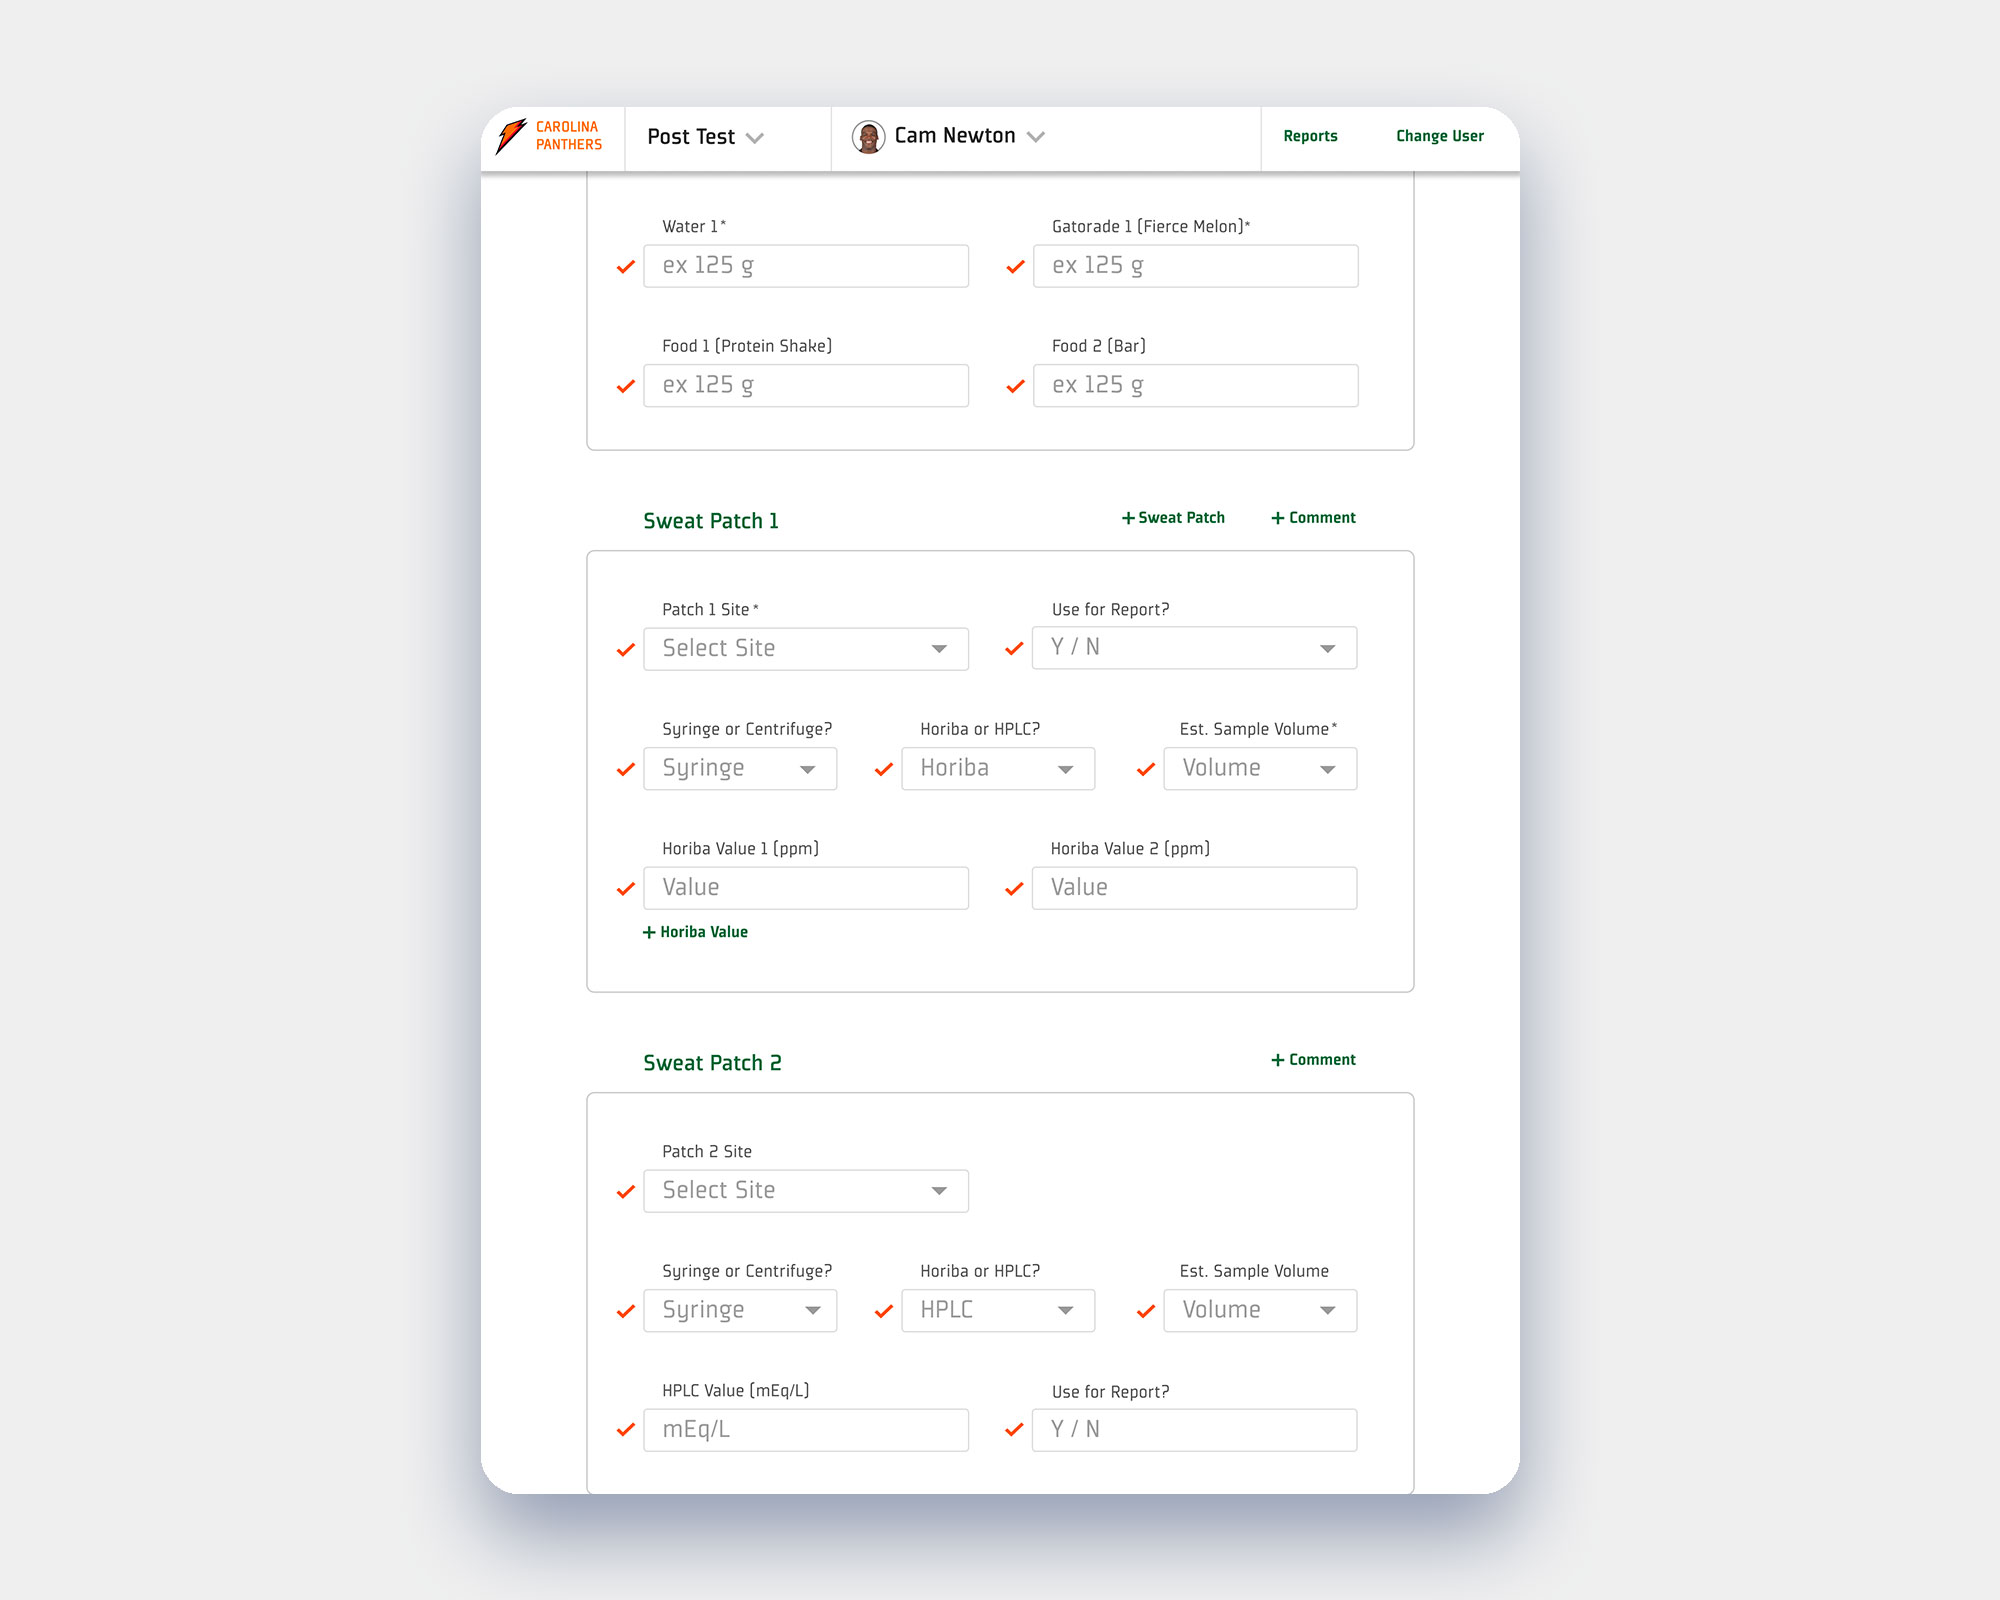 CAROLINA
PANTHERS
Post Test
Cam Newton
Reports
Change User
Water 1*
Gatorade 1 (Fierce Melon)*
ex 125 g
ex 125 g
Food 1 (Protein Shake)
Food 2 (Bar)
ex 125 g
ex 125 g
Sweat Patch 1
+ Sweat Patch
+ Comment
Patch 1 Site*
Use for Report?
Select Site
Y / N
Syringe or Centrifuge?
Horiba or HPLC?
Est. Sample Volume*
Syringe
Horiba
Volume
Horiba Value 1 (ppm)
Horiba Value 2 (ppm)
Value
Value
+ Horiba Value
Sweat Patch 2
+ Comment
Patch 2 Site
Select Site
Syringe or Centrifuge?
Horiba or HPLC?
Est. Sample Volume
Syringe
HPLC
Volume
HPLC Value (mEq/L)
Use for Report?
mEq/L
Y / N